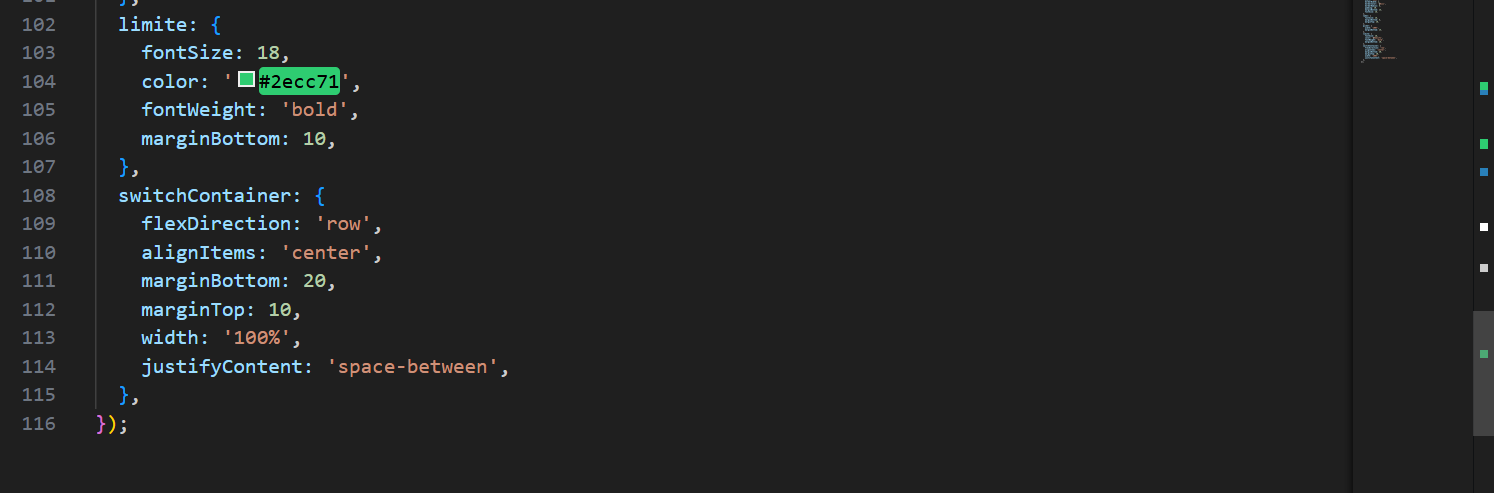 102 limite: {
103 fontSize: 18,
104 color: '#2ecc71',
105 fontWeight: 'bold',
106 marginBottom: 10,
107 },
108 switchContainer: {
109 flexDirection: 'row',
110 alignItems: 'center',
111 marginBottom: 20,
112 marginTop: 10,
113 width: '100%',
114 justifyContent: 'space-between',
115 },
116 });